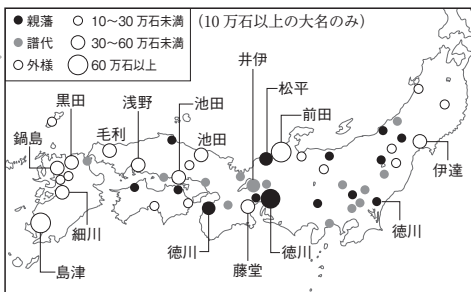 ● 親藩 ○ 10~30 万石未満 (10 万石以上の大名のみ)
● 譜代 ○ 30~60 万石未満
○ 外様 ○ 60 万石以上
井伊
松平
池田
前田
黒田
浅野
池田
毛利
鍋島
伊達
細川
徳川
徳川
徳川
藤堂
島津